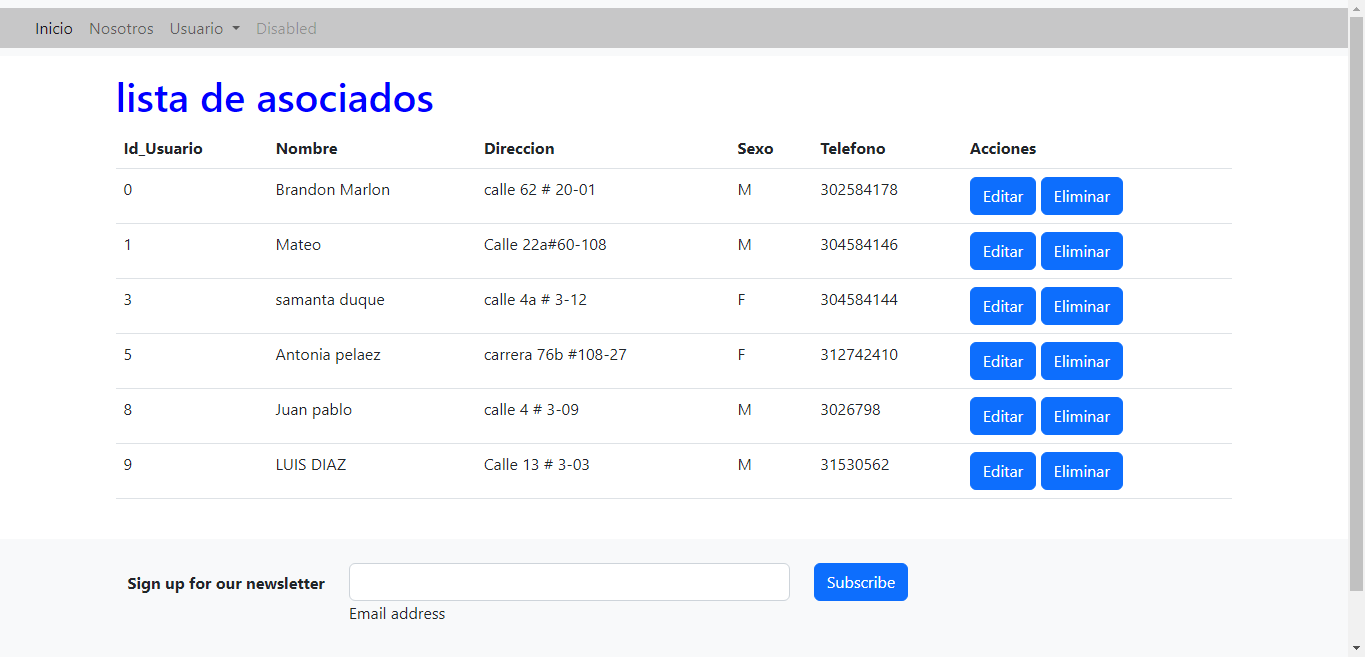 Inicio Nosotros Usuario Disabled
lista de asociados
Id_Usuario Nombre Direccion Sexo Telefono Acciones
0 Brandon Marlon calle 62 # 20-01 M 302584178 Editar Eliminar
1 Mateo Calle 22a#60-108 M 304584146 Editar Eliminar
3 samanta duque calle 4a # 3-12 F 304584144 Editar Eliminar
5 Antonia pelaez carrera 76b #108-27 F 312742410 Editar Eliminar
8 Juan pablo calle 4 # 3-09 M 3026798 Editar Eliminar
9 LUIS DIAZ Calle 13 # 3-03 M 31530562 Editar Eliminar
Sign up for our newsletter Subscribe
Email address